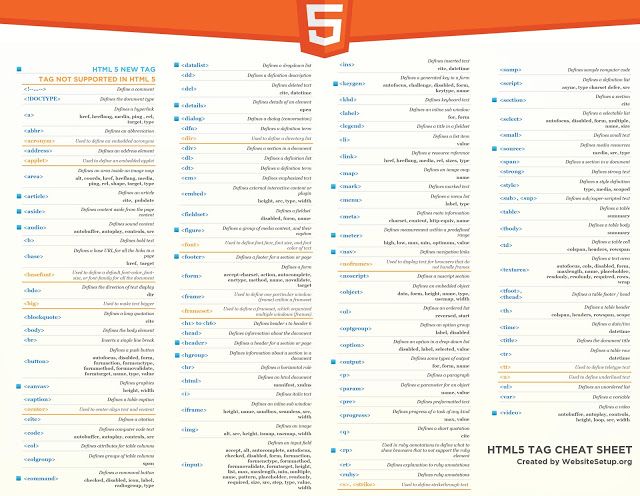 HTML 5 NEW TAG
TAG NOT SUPPORTED IN HTML 5
<!--...--> Defines a comment
<!DOCTYPE> Defines the document type
<a> Defines a hyperlink
href, hreflang, media, ping, rel,
target, type
<abbr> Defines an abbreviation
<acronym> Used to define an embedded acronym
<address> Defines an address element
<applet> Used to define an embedded applet
<area> Defines an area inside an image map
alt, coords, href, hreflang, media,
ping, rel, shape, target, type
<article> Defines an article
cite, pubdate
<aside> Defines content aside from the page
content
<audio> Defines sound content
autobuffer, autoplay, controls, src
<b> Defines bold text
<base> Defines a base URL for all the links in a
page
href, target
<basefont> Used to define a default font-color, font-
size, or font-family for all the document
<bdo> Defines the direction of text display
dir
<big> Used to make text bigger
<blockquote> Defines a long quotation
cite
<body> Defines the body element
<br> Inserts a single line break
<button> Defines a push button
autofocus, disabled, form,
formaction, formenctype,
formmethod, formnovalidate,
formtarget, name, type, value
<canvas> Defines graphics
height, width
<caption> Defines a table caption
<center> Used to center align text and content
<cite> Defines a citation
<code> Defines computer code text
autobuffer, autoplay, controls, src
<col> Defines attributes for table columns
<colgroup> Defines groups of table columns
span
<command> Defines a command button
checked, disabled, icon, label,
radiogroup, type
<datalist> Defines a dropdown list
<dd> Defines a definition description
<del> Defines deleted text
cite, datetime
<details> Defines details of an element
open
<dialog> Defines a dialog (conversation)
<dfn> Defines a definition term
<dir> Used to define a directory list
<div> Defines a section in a document
<dl> Defines a definition list
<dt> Defines a definition term
<em> Defines emphasized text
<embed> Defines external interactive content or
plugin
height, src, type, width
<fieldset> Defines a fieldset
disabled, form, name
<figure> Defines a group of media content, and their
caption
<font> Used to define font face, font size, and font
color of text
<footer> Defines a footer for a section or page
<form> Defines a form
accept-charset, action, autocomplete,
enctype, method, name, novalidate,
target
<frame> Used to define one particular window
(frame) within a frameset
<frameset> Used to define a frameset, which organized
multiple windows (frames)
<h1> to <h6> Defines header 1 to header 6
<head> Defines information about the document
<header> Defines a header for a section or page
<hgroup> Defines information about a section in a
document
<hr> Defines a horizontal rule
<html> Defines an html document
manifest, xmlns
<i> Defines italic text
<iframe> Defines an inline sub window
height, name, sandbox, seamless, src,
width
<img> Defines an image
alt, src, height, ismap, usemap, width
<input> Defines an input field
accept, alt, autocomplete, autofocus,
checked, disabled, form, formaction,
formenctype, formmethod,
formnovalidate, formtarget, height,
list, max, maxlength, min, multiple,
name, pattern, placeholder, readonly,
required, size, src, step, type, value,
width
<ins> Defines inserted text
cite, datetime
<keygen> Defines a generated key in a form
autofocus, challenge, disabled, form,
keytype, name
<kbd> Defines keyboard text
<label> Defines an inline sub window
for, form
<legend> Defines a title in a fieldset
<li> Defines a list item
value
<link> Defines a resource reference
href, hreflang, media, rel, sizes, type
<map> Defines an image map
name
<mark> Defines marked text
<menu> Defines a menu list
label, type
<meta> Defines meta information
charset, content, http-equiv, name
<meter> Defines measurement within a predefined
range
high, low, max, min, optimum, value
<nav> Defines navigation links
<noframes> Used to display text for browsers that do
not handle frames
<noscript> Defines a noscript section
<object> Defines an embedded object
data, form, height, name, type,
usemap, width
<ol> Defines an ordered list
reversed, start
<optgroup> Defines an option group
label, disabled
<option> Defines an option in a drop-down list
disabled, label, selected, value
<output> Defines some types of output
for, form, name
<p> Defines a paragraph
<param> Defines a parameter for an object
name, value
<pre> Defines preformatted text
<progress> Defines progress of a task of any kind
max, value
<q> Defines a short quotation
cite
<rp> Used in ruby annotations to define what to
show browsers that to not support the ruby
element
<rt> Defines explanation to ruby annotations
<ruby> Defines ruby annotations
<s>, <strike> Used to define strikethrough text
<samp> Defines sample computer code
<script> Defines a script
async, type, charset, defer, src
<section> Defines a section
cite
<select> Defines a selectable list
autofocus, disabled, form, multiple,
name, size
<small> Defines small text
<source> Defines media resources
media, src, type
<span> Defines a section in a document
<strong> Defines strong text
<style> Defines a style definition
type, media, scoped
<sub>, <sup> Defines sub/super-scripted text
<table> Defines a table
summary
<tbody> Defines a table body
summary
<td> Defines a table cell
colspan, headers, rowspan
<textarea> Defines a text area
autofocus, cols, disabled, form,
maxlength, name, placeholder,
readonly, required, rows,
wrap
<tfoot>,
<thead> Defines a table footer / head
<th> Defines a table header
colspan, headers, rowspan, scope
<time> Defines a date/time
datetime
<title> Defines the document title
<tr> Defines a table row
datetime
<tt> Used to define teletype text
<u> Used to define underlined text
<ul> Defines an unordered list
<var> Defines a variable
<video> Defines a video
autobuffer, autoplay, controls,
height, loop, src, width
HTML5 TAG CHEAT SHEET
Created by WebsiteSetup.org